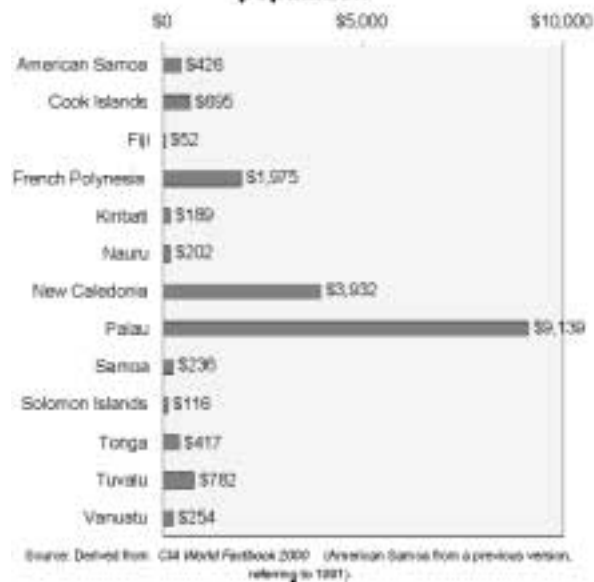 $0 $5,000 $10,000
American Samoa $426
Cook Islands $695
Fiji $52
French Polynesia $1,975
Kiribati $189
Nauru $202
New Caledonia $3,932
Palau $9,139
Samoa $236
Solomon Islands $116
Tonga $417
Tuvalu $782
Vanuatu $254
Source: Derived from CIA World Factbook 2000 (American Samoa from a previous version,
referring to 1991).